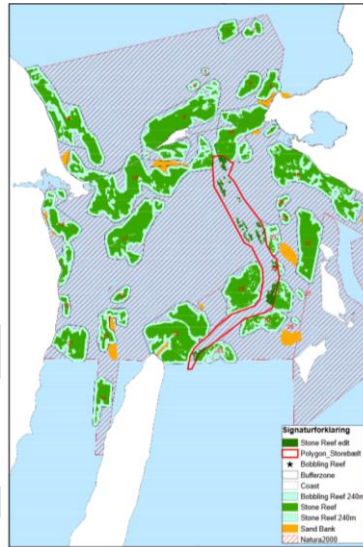 Signaturforklaring
Stone Reef edit
Polygon_Storebælt
Bobbling Reef
Bufferzone
Coast
Bobbling Reef 240m
Stone Reef
Stone Reef 240m
Sand Bank
Natura2000